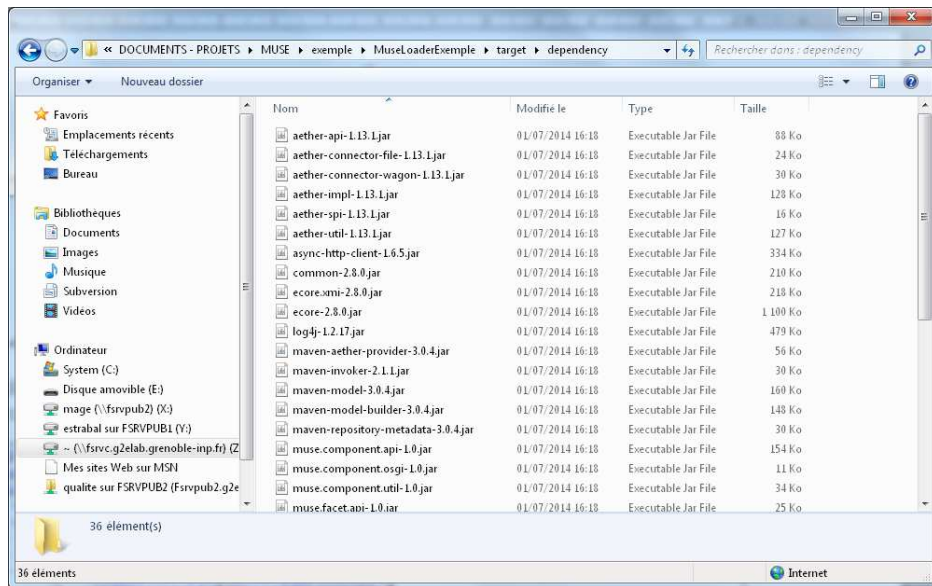 « DOCUMENTS - PROJETS ▸ MUSE ▸ exemple ▸ MuseLoaderExemple ▸ target ▸ dependency
Rechercher dans : dependency
Organiser ▾ Nouveau dossier
Nom Modifié le Type Taille
Favoris
Emplacements récents
Téléchargements
Bureau
Bibliothèques
Documents
Images
Musique
Subversion
Vidéos
Ordinateur
System (C:)
Disque amovible (E:)
mage (\\fsrvpub2) (X:)
estrabal sur FSRVPUB1 (Y:)
~ (\\fsrvc.g2elab.grenoble-inp.fr) (Z
Mes sites Web sur MSN
qualite sur FSRVPUB2 (Fsrvpub2.g2e
aether-api-1.13.1.jar 01/07/2014 16:18 Executable Jar File 88 Ko
aether-connector-file-1.13.1.jar 01/07/2014 16:18 Executable Jar File 24 Ko
aether-connector-wagon-1.13.1.jar 01/07/2014 16:18 Executable Jar File 30 Ko
aether-impl-1.13.1.jar 01/07/2014 16:18 Executable Jar File 128 Ko
aether-spi-1.13.1.jar 01/07/2014 16:18 Executable Jar File 16 Ko
aether-util-1.13.1.jar 01/07/2014 16:18 Executable Jar File 127 Ko
async-http-client-1.6.5.jar 01/07/2014 16:18 Executable Jar File 334 Ko
common-2.8.0.jar 01/07/2014 16:18 Executable Jar File 210 Ko
ecore.xmi-2.8.0.jar 01/07/2014 16:18 Executable Jar File 218 Ko
ecore-2.8.0.jar 01/07/2014 16:18 Executable Jar File 1 100 Ko
log4j-1.2.17.jar 01/07/2014 16:18 Executable Jar File 479 Ko
maven-aether-provider-3.0.4.jar 01/07/2014 16:18 Executable Jar File 56 Ko
maven-invoker-2.1.1.jar 01/07/2014 16:18 Executable Jar File 30 Ko
maven-model-3.0.4.jar 01/07/2014 16:18 Executable Jar File 160 Ko
maven-model-builder-3.0.4.jar 01/07/2014 16:18 Executable Jar File 148 Ko
maven-repository-metadata-3.0.4.jar 01/07/2014 16:18 Executable Jar File 30 Ko
muse.component.api-1.0.jar 01/07/2014 16:18 Executable Jar File 154 Ko
muse.component.osgi-1.0.jar 01/07/2014 16:18 Executable Jar File 11 Ko
muse.component.util-1.0.jar 01/07/2014 16:18 Executable Jar File 34 Ko
muse.facet.api-1.0.jar 01/07/2014 16:18 Executable Jar File 25 Ko
36 élément(s)
36 éléments Internet